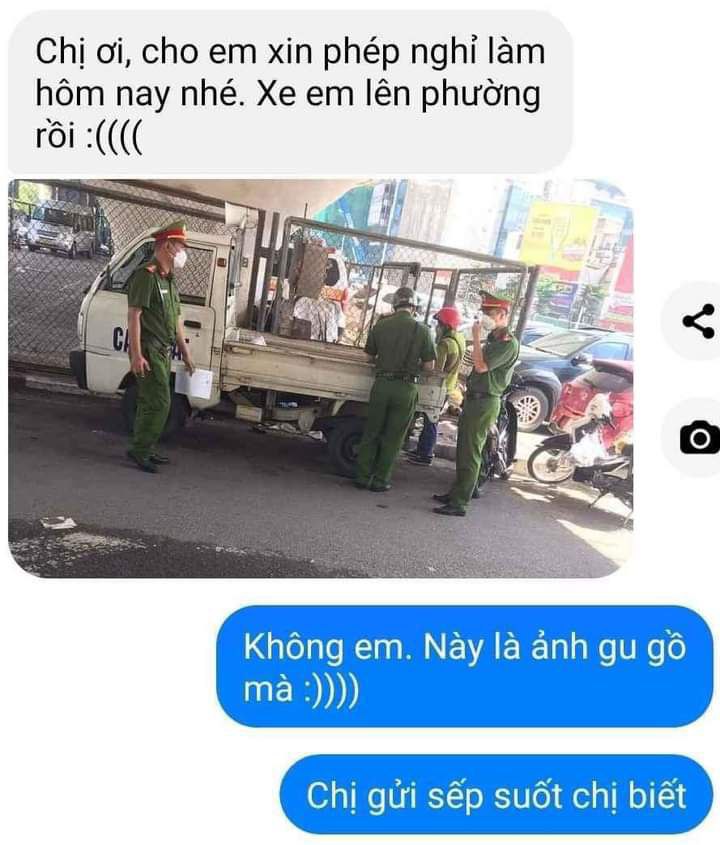 Chị ơi, cho em xin phép nghỉ làm
hôm nay nhé. Xe em lên phường
rồi :((((
Không em. Này là ảnh gu gồ
mà :))))
Chị gửi sếp suốt chị biết